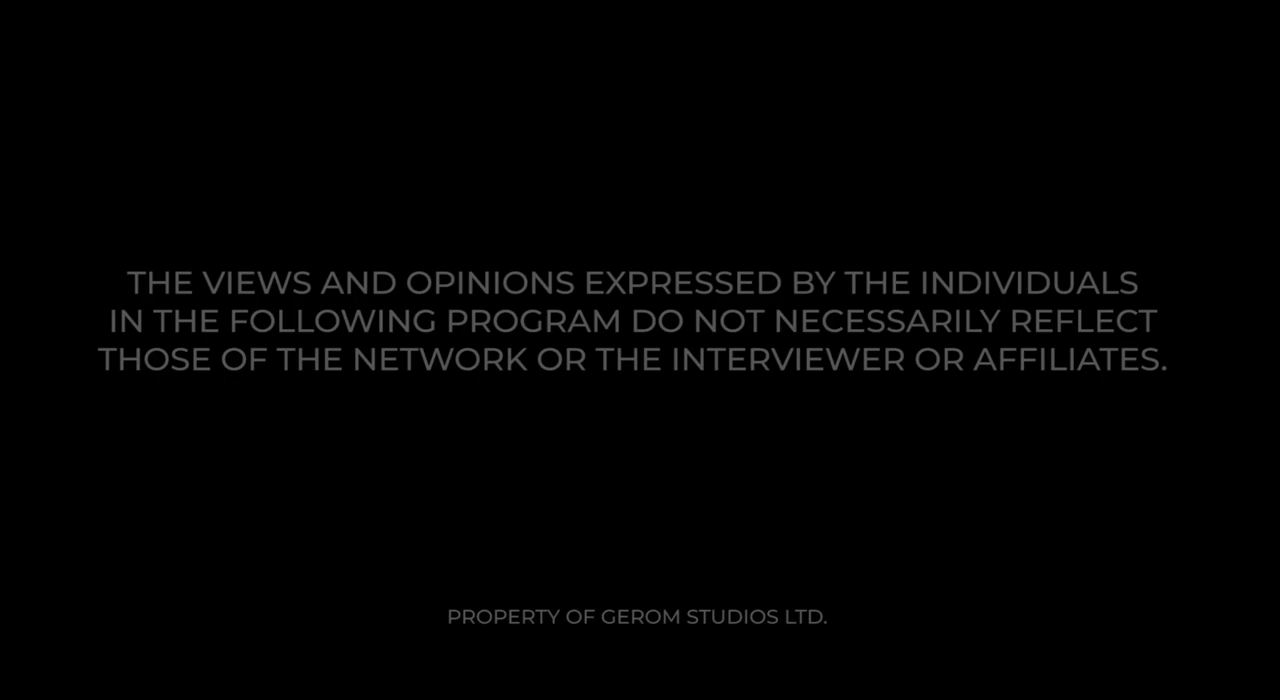 THE VIEWS AND OPINIONS EXPRESSED BY THE INDIVIDUALS
IN THE FOLLOWING PROGRAM DO NOT NECESSARILY REFLECT
THOSE OF THE NETWORK OR THE INTERVIEWER OR AFFILIATES.
PROPERTY OF GEROM STUDIOS LTD.